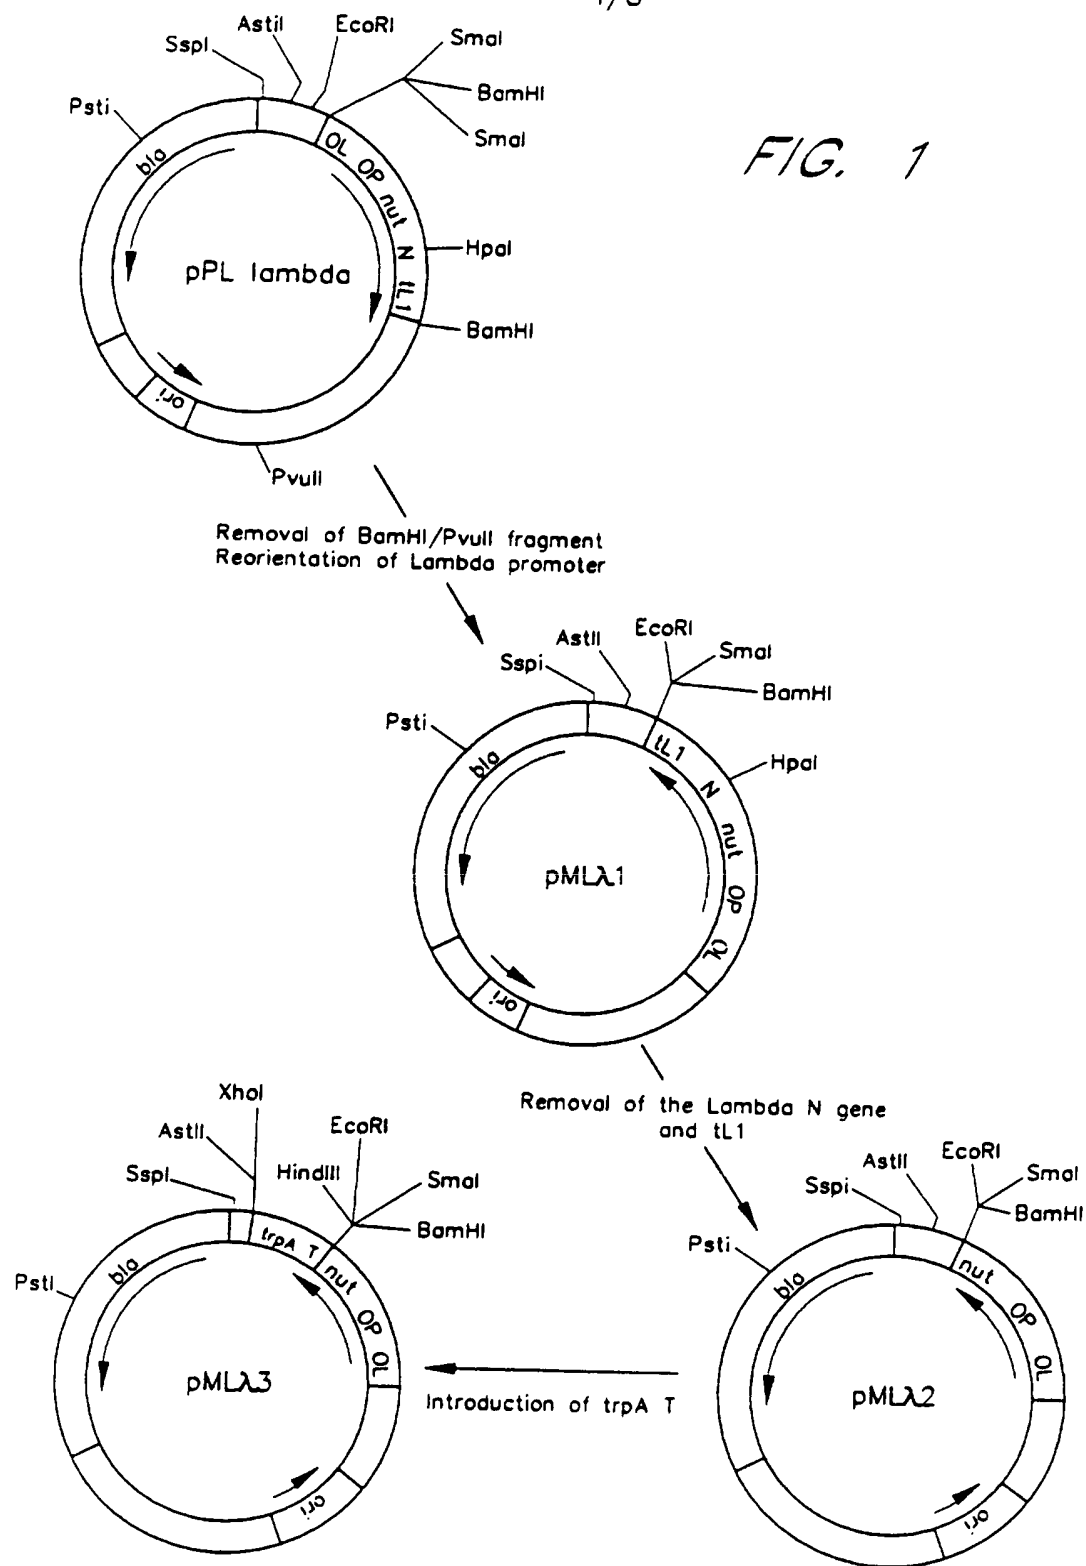 FIG. 1
AstiI
EcoRI
SspI
SmaI
BamHI
SmaI
Psti
bla
OL OP nut N tL1
pPL lambda
HpaI
BamHI
ori
PvuII
Removal of BamHI/PvuII fragment
Reorientation of Lambda promoter
EcoRI
AstII
SmaI
Sspi
BamHI
Psti
HpaI
bla
tL1 N nut OP OL
pMLλ1
ori
Removal of the Lambda N gene
and tL1
XhoI
AstII
EcoRI
SspI
HindIII
SmaI
BamHI
PstI
bla
trpA T
nut OP OL
pMLλ3
ori
Introduction of trpA T
EcoRI
AstII
SmaI
Sspi
BamHI
Psti
bla
nut OP OL
pMLλ2
ori